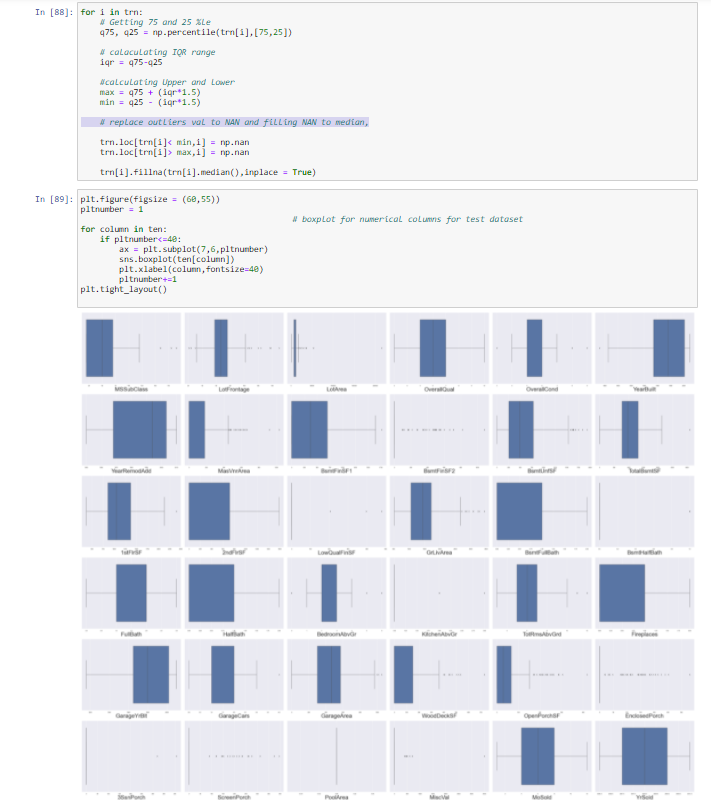 In [88]: for i in trn:
# Getting 75 and 25 %le
q75, q25 = np.percentile(trn[i],[75,25])
# calaculating IQR range
iqr = q75-q25
#calculating Upper and lower
max = q75 + (iqr*1.5)
min = q25 - (iqr*1.5)
# replace outliers val to NAN and filling NAN to median,
trn.loc[trn[i]< min,i] = np.nan
trn.loc[trn[i]> max,i] = np.nan
trn[i].fillna(trn[i].median(),inplace = True)
In [89]: plt.figure(figsize = (60,55))
pltnumber = 1
# boxplot for numerical columns for test dataset
for column in ten:
if pltnumber<=40:
ax = plt.subplot(7,6,pltnumber)
sns.boxplot(ten[column])
plt.xlabel(column,fontsize=40)
pltnumber+=1
plt.tight_layout()
MSSubClass LotFrontage LotArea OverallQual OverallCond YearBuilt
YearRemodAdd MasVnrArea BsmtFinSF1 BsmtFinSF2 BsmtUnfSF TotalBsmtSF
1stFlrSF 2ndFlrSF LowQualFinSF GrLivArea BsmtFullBath BsmtHalfBath
FullBath HalfBath BedroomAbvGr KitchenAbvGr TotRmsAbvGrd Fireplaces
GarageYrBlt GarageCars GarageArea WoodDeckSF OpenPorchSF EnclosedPorch
3SsnPorch ScreenPorch PoolArea MiscVal MoSold YrSold